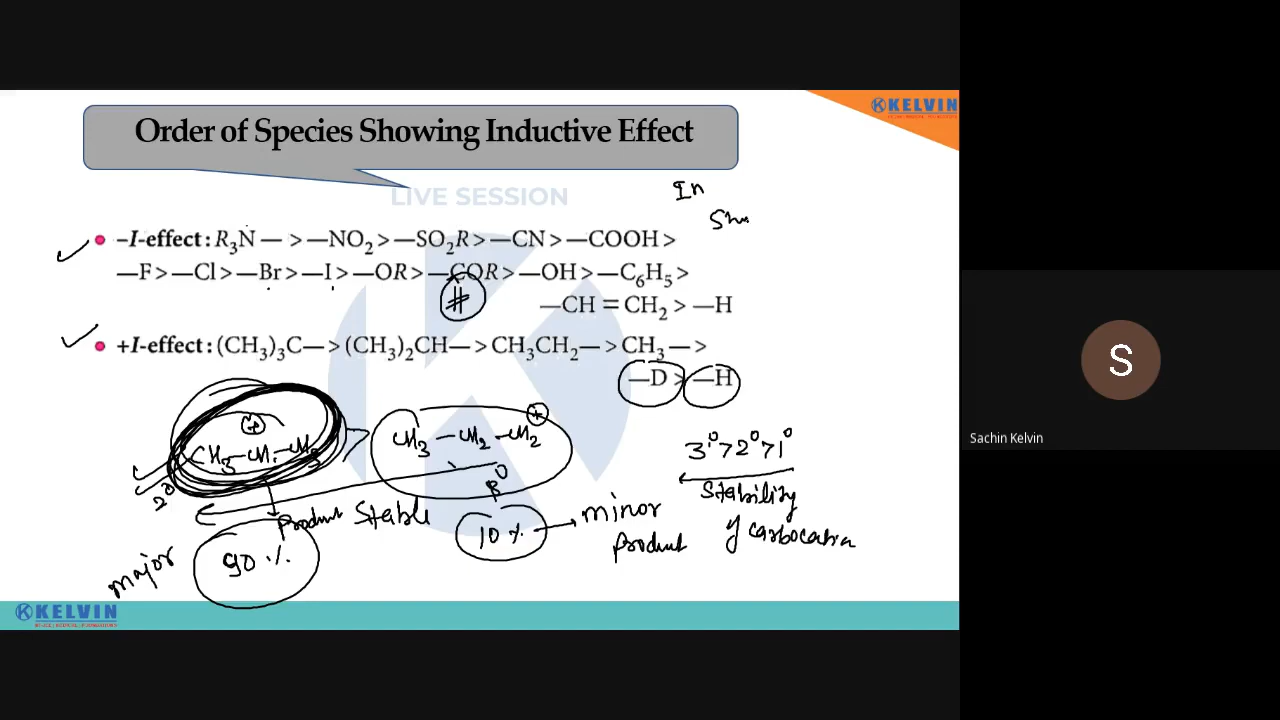 KELVIN
Order of Species Showing Inductive Effect
LIVE SESSION
In
–I-effect : R₃N — > —NO₂ > —SO₂R > —CN > —COOH >
—F > —Cl > —Br > —I > —OR > —COR > —OH > —C₆H₅ >
—CH = CH₂ > —H
+I-effect : (CH₃)₃C — > (CH₃)₂CH — > CH₃CH₂ — > CH₃ — >
—D > —H
CH₃—CH—CH₃
+
CH₃ — CH₂ — CH₂
+
3° > 2° > 1°
2°
Stability
of carbocation
Product Stable
1°
10 %
minor
product
major
90 %
KELVIN
S
Sachin Kelvin